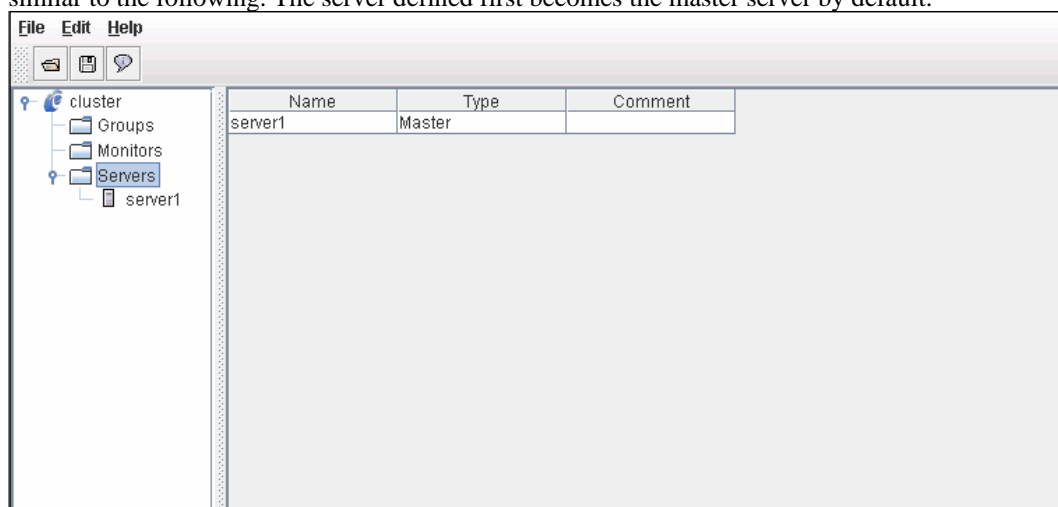 similar to the following. The server defined first becomes the master server by default.
File Edit Help
cluster
Groups
Monitors
Servers
server1
Name Type Comment
server1 Master